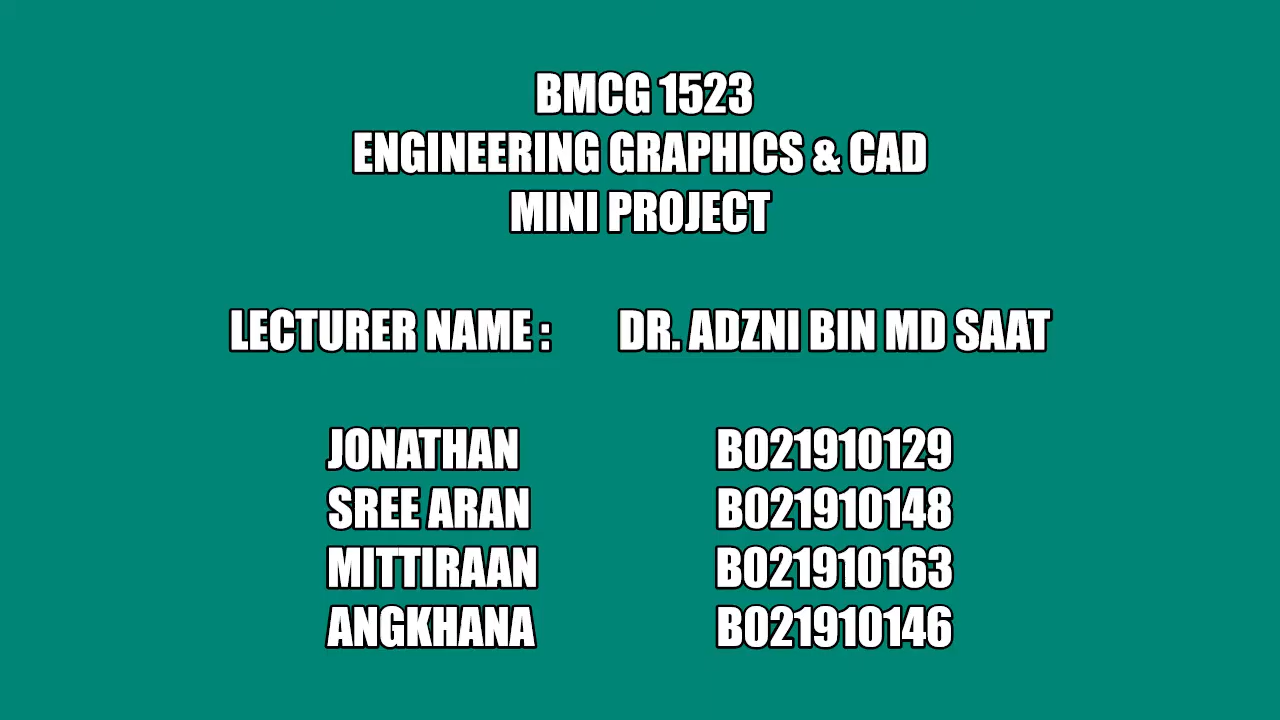 BMCG 1523
ENGINEERING GRAPHICS & CAD
MINI PROJECT
LECTURER NAME : DR. ADZNI BIN MD SAAT
JONATHAN B021910129
SREE ARAN B021910148
MITTIRAAN B021910163
ANGKHANA B021910146